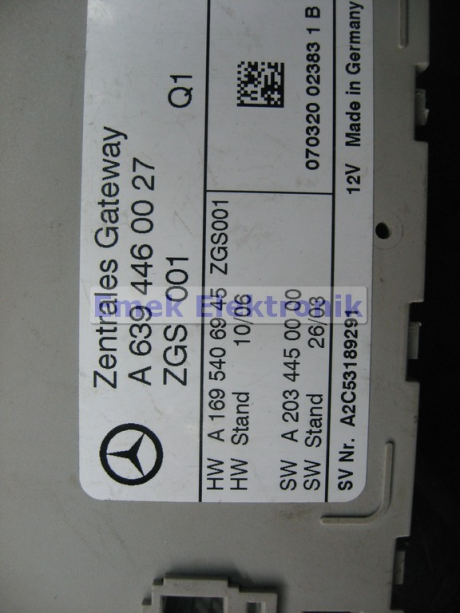 Zentrales Gateway
A 639 446 00 27
ZGS 001 Q1
HW A 169 540 69 45 ZGS001
HW Stand 10/06
SW A 203 445 00 00
SW Stand 26/03
070320 02383 1 B
SV Nr. A2C53189291 12V Made in Germany
Emek Elektronik